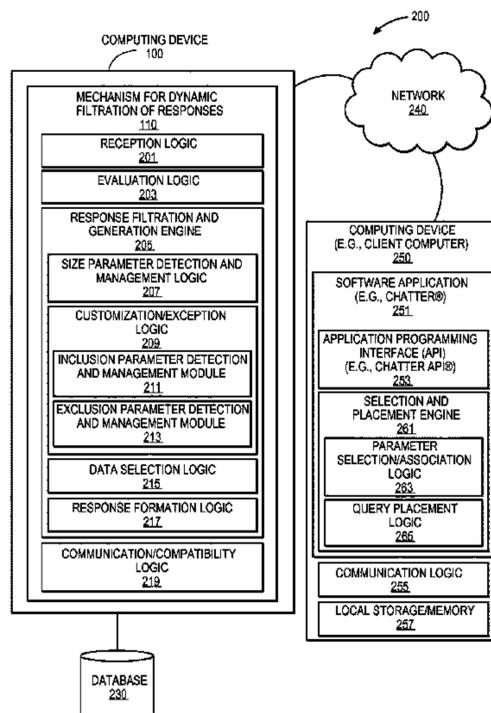 200
COMPUTING DEVICE
100
MECHANISM FOR DYNAMIC
FILTRATION OF RESPONSES
110
RECEPTION LOGIC
201
EVALUATION LOGIC
203
RESPONSE FILTRATION AND
GENERATION ENGINE
205
SIZE PARAMETER DETECTION AND
MANAGEMENT LOGIC
207
CUSTOMIZATION/EXCEPTION
LOGIC
209
INCLUSION PARAMETER DETECTION
AND MANAGEMENT MODULE
211
EXCLUSION PARAMETER DETECTION
AND MANAGEMENT MODULE
213
DATA SELECTION LOGIC
215
RESPONSE FORMATION LOGIC
217
COMMUNICATION/COMPATIBILITY
LOGIC
219
DATABASE
230
NETWORK
240
COMPUTING DEVICE
(E.G., CLIENT COMPUTER)
250
SOFTWARE APPLICATION
(E.G., CHATTER®)
251
APPLICATION PROGRAMMING
INTERFACE (API)
(E.G., CHATTER API®)
253
SELECTION AND
PLACEMENT ENGINE
261
PARAMETER
SELECTION/ASSOCIATION
LOGIC
263
QUERY PLACEMENT
LOGIC
265
COMMUNICATION LOGIC
255
LOCAL STORAGE/MEMORY
257